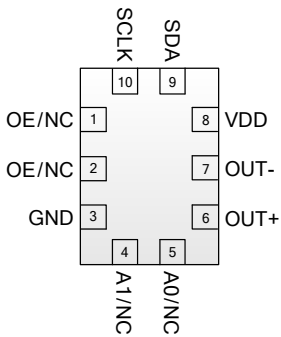 SCLK
SDA
10
9
OE/NC 1
8 VDD
OE/NC 2
7 OUT-
GND 3
6 OUT+
4
5
A1/NC
A0/NC